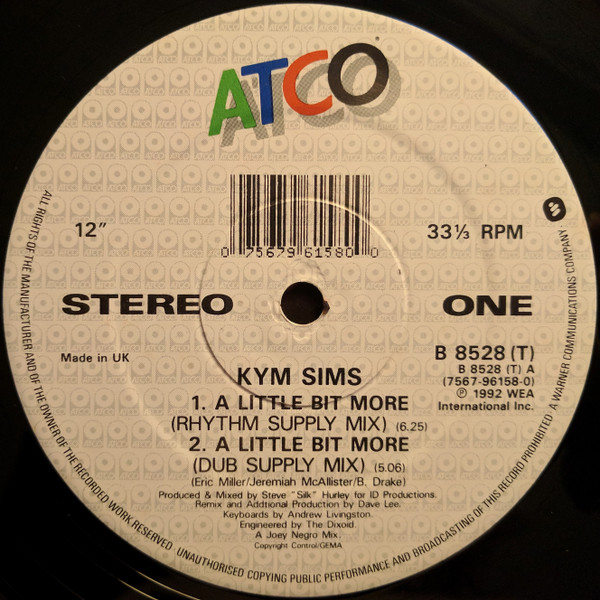 ATCO
0 75679 61580 0
12"
33⅓ RPM
STEREO
ONE
Made in UK
B 8528 (T)
B 8528 (T) A
(7567-96158-0)
℗ 1992 WEA
International Inc.
KYM SIMS
1. A LITTLE BIT MORE
(RHYTHM SUPPLY MIX) (6.25)
2. A LITTLE BIT MORE
(DUB SUPPLY MIX) (5.06)
(Eric Miller/Jeremiah McAllister/B. Drake)
Produced & Mixed by Steve "Silk" Hurley for ID Productions.
Remix and Addtional Production by Dave Lee.
Keyboards by Andrew Livingston.
Engineered by The Dixoid.
A Joey Negro Mix.
Copyright Control/GEMA
ALL RIGHTS OF THE MANUFACTURER AND OF THE OWNER OF THE RECORDED WORK RESERVED. UNAUTHORISED COPYING PUBLIC PERFORMANCE AND BROADCASTING OF THIS RECORD PROHIBITED. A WARNER COMMUNICATIONS COMPANY.